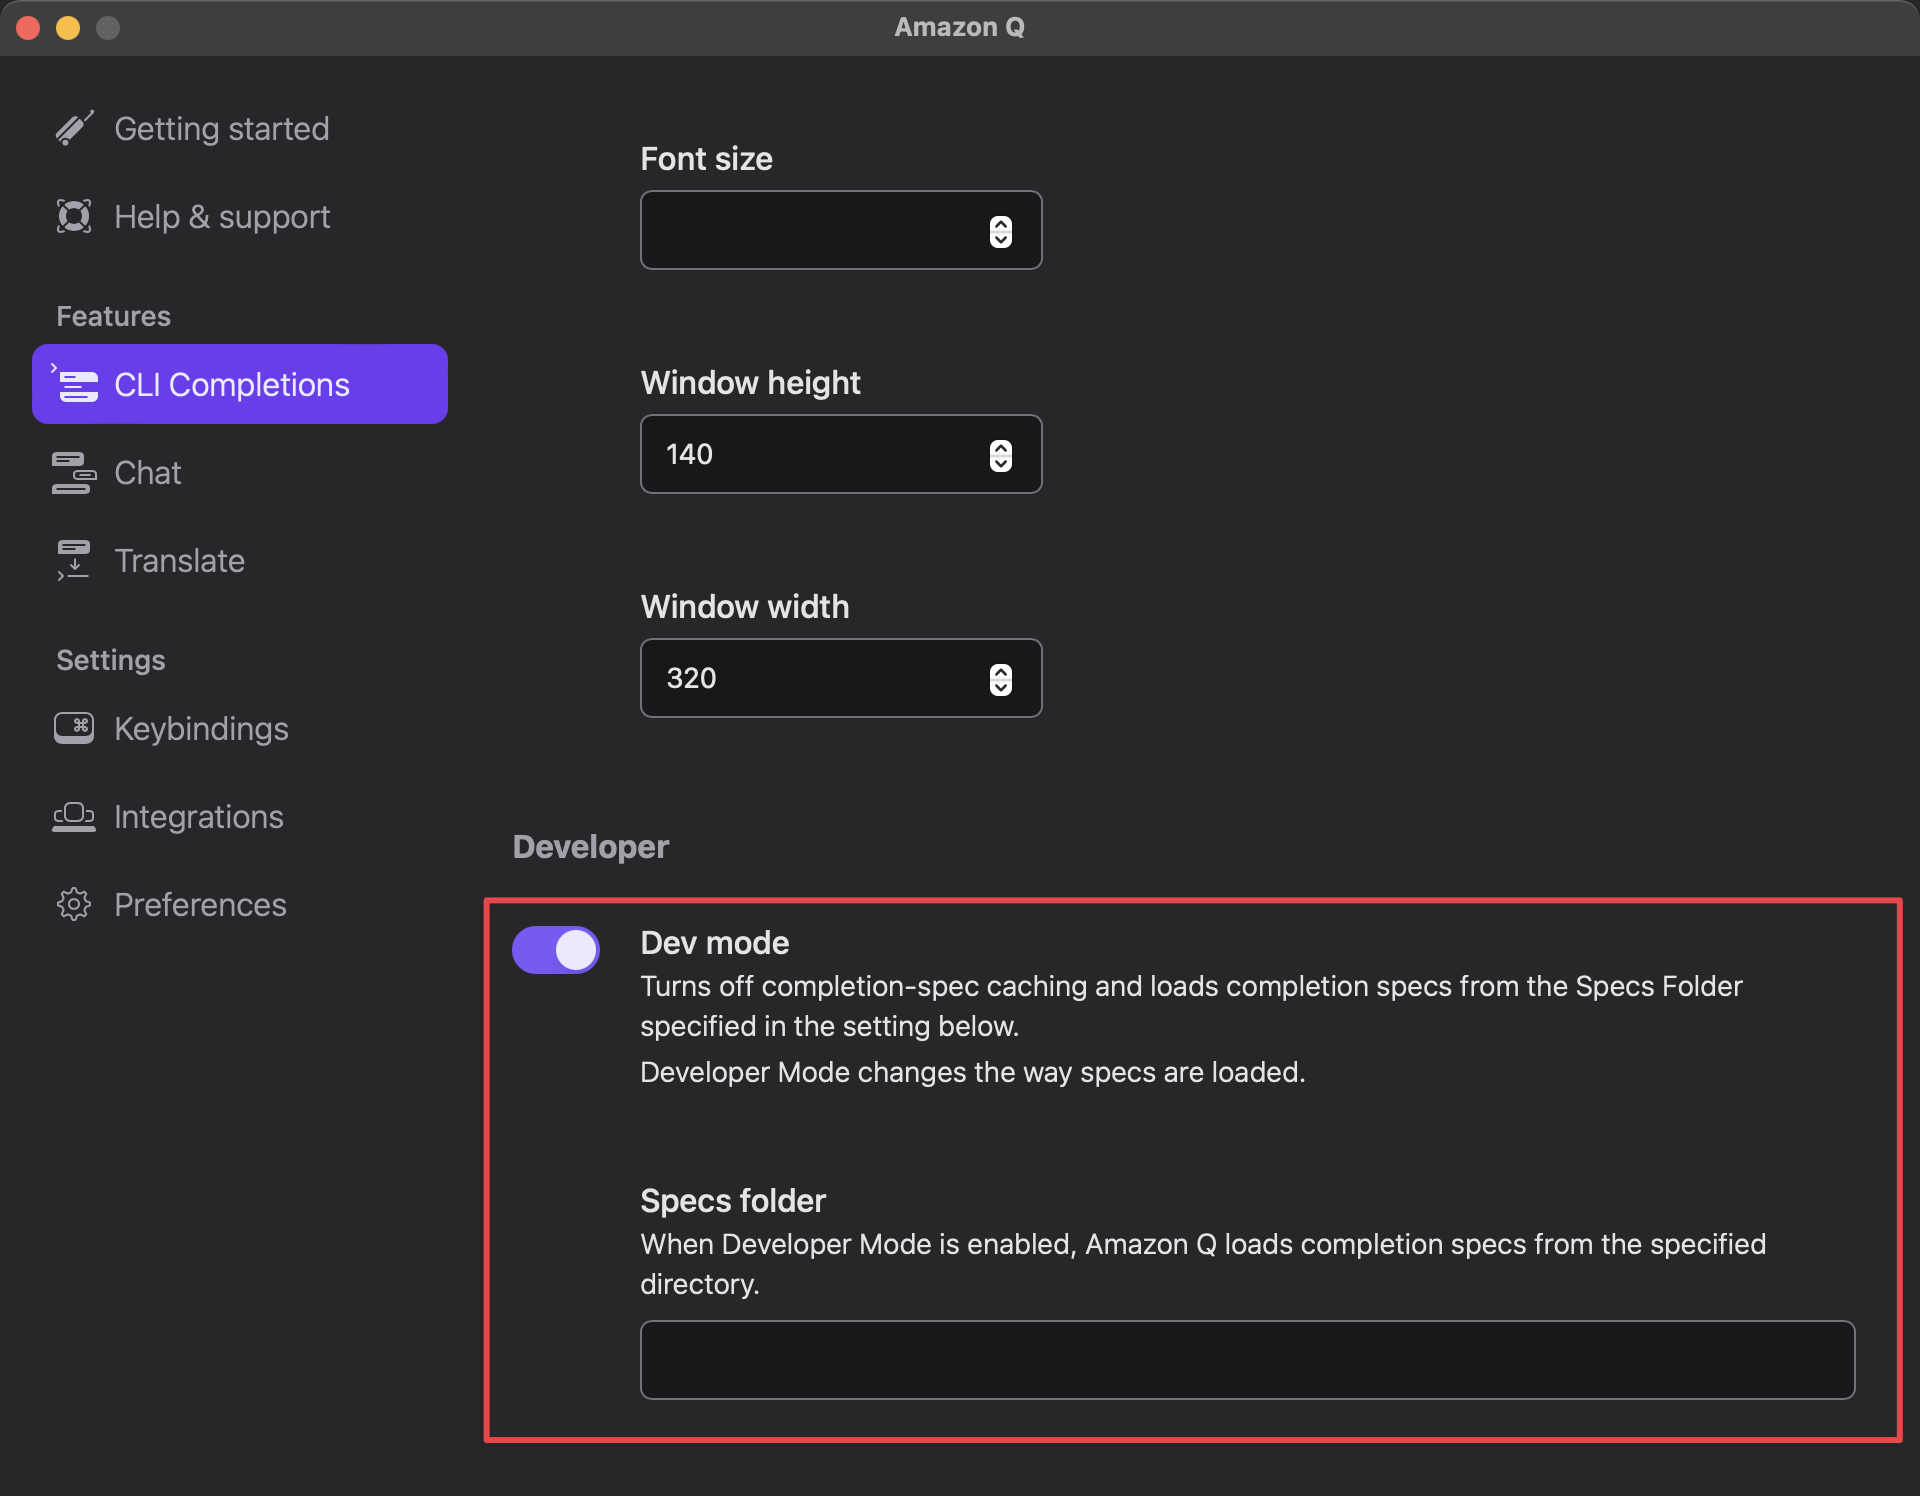 Amazon Q
Getting started
Help & support
Features
CLI Completions
Chat
Translate
Settings
Keybindings
Integrations
Preferences
Font size
Window height
140
Window width
320
Developer
Dev mode
Turns off completion-spec caching and loads completion specs from the Specs Folder
specified in the setting below.
Developer Mode changes the way specs are loaded.
Specs folder
When Developer Mode is enabled, Amazon Q loads completion specs from the specified
directory.